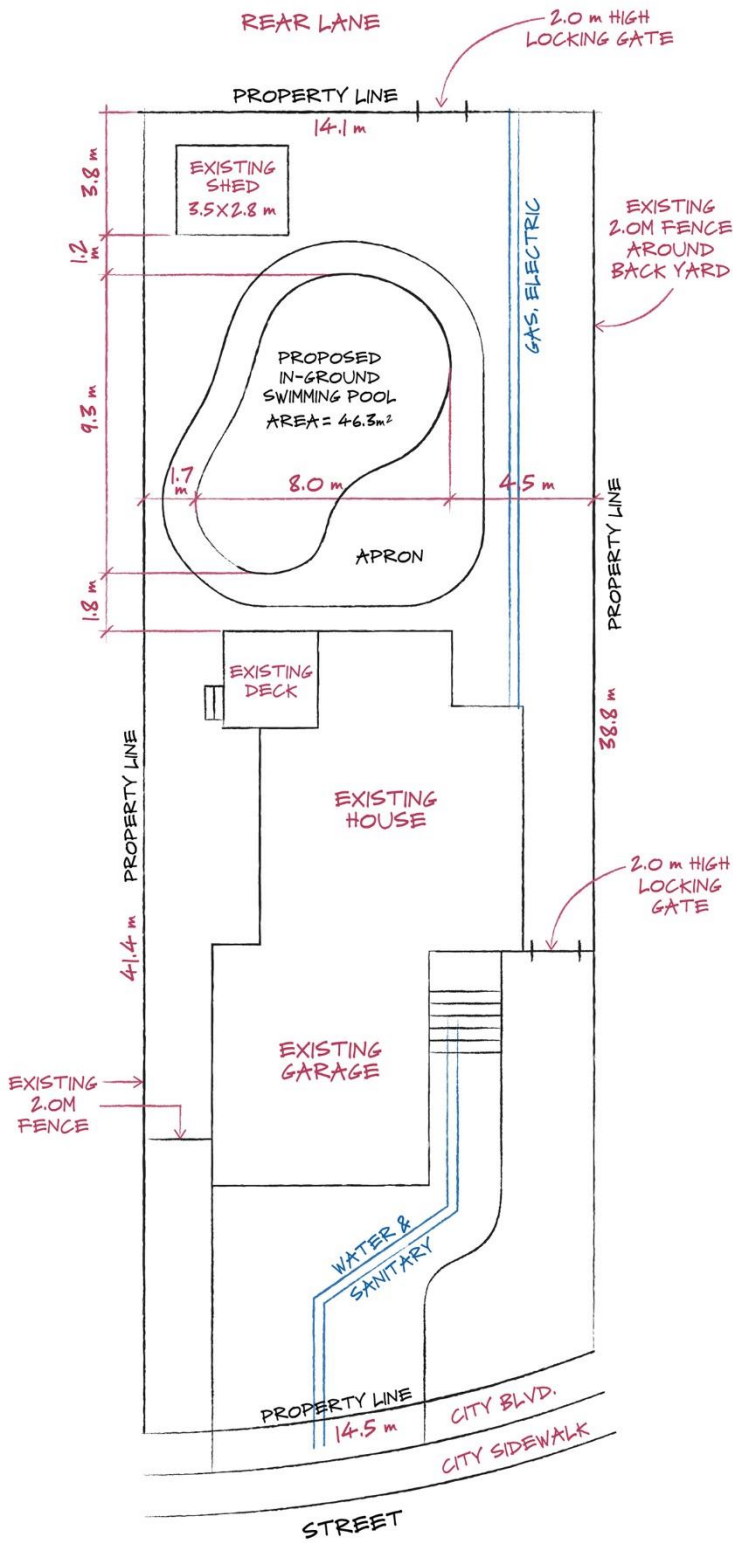 REAR LANE
2.0 m HIGH
LOCKING GATE
PROPERTY LINE
14.1 m
3.8 m
EXISTING
SHED
3.5X2.8 m
1.2
m
GAS, ELECTRIC
EXISTING
2.0M FENCE
AROUND
BACK YARD
PROPOSED
IN-GROUND
SWIMMING POOL
AREA= 46.3m²
9.3 m
1.7
m
8.0 m
4.5 m
PROPERTY LINE
APRON
1.8 m
EXISTING
DECK
38.8 m
PROPERTY LINE
EXISTING
HOUSE
2.0 m HIGH
LOCKING
GATE
41.4 m
EXISTING
GARAGE
EXISTING
2.0M
FENCE
WATER &
SANITARY
PROPERTY LINE
14.5 m
CITY BLVD.
CITY SIDEWALK
STREET